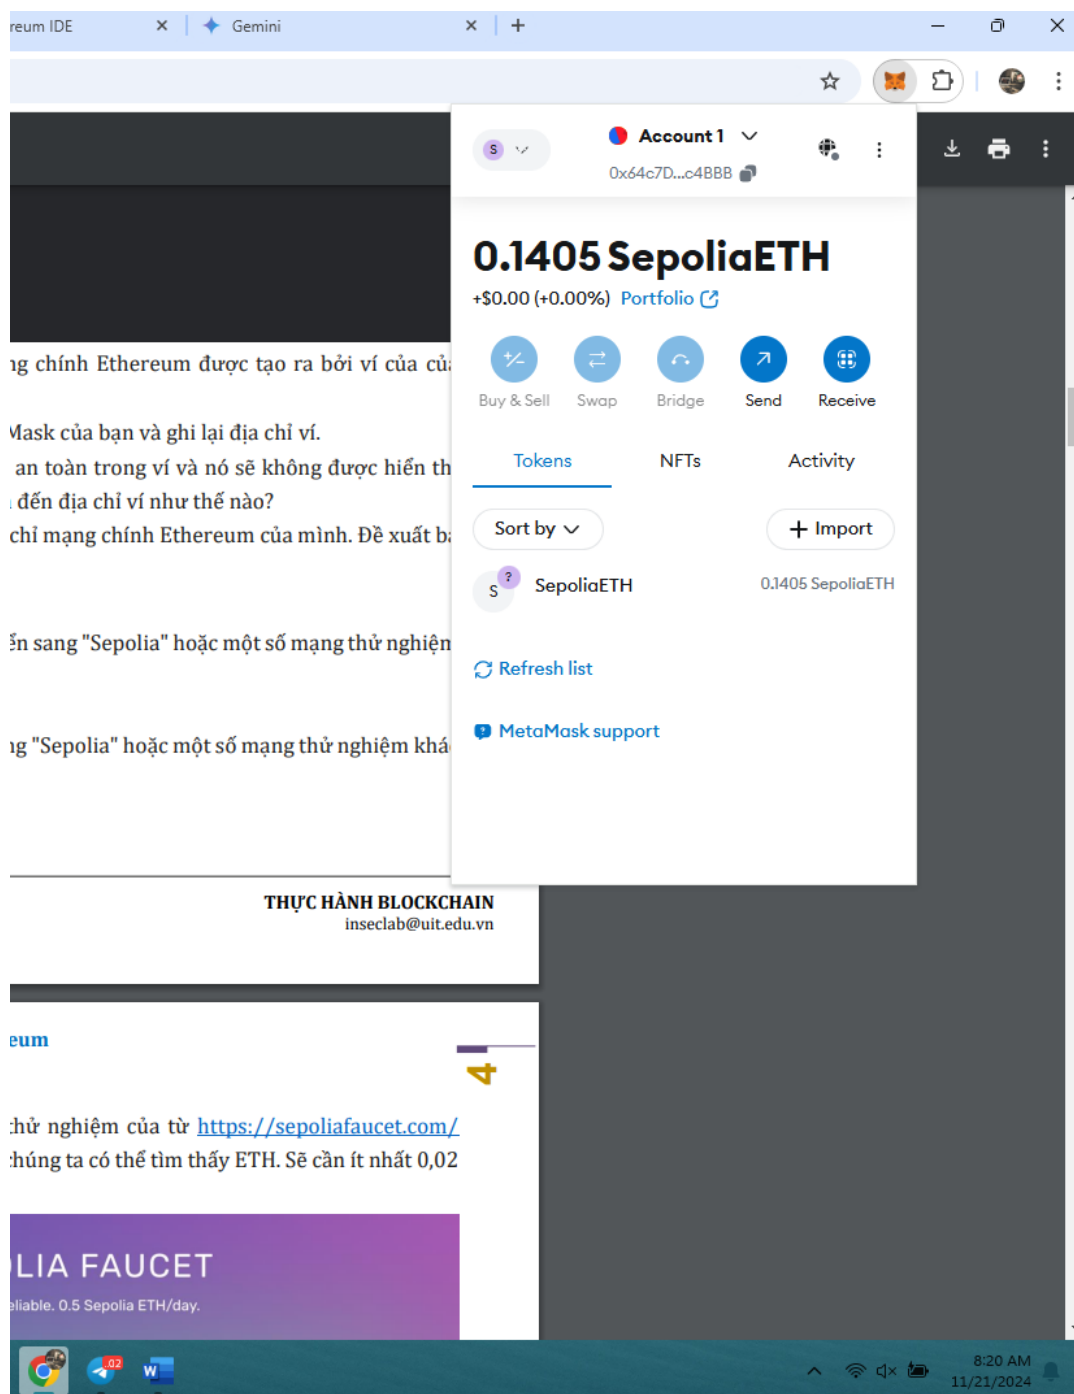 reum IDE
Gemini
Account 1
0x64c7D...c4BBB
S
0.1405 SepoliaETH
+$0.00 (+0.00%) Portfolio
Buy & Sell
Swap
Bridge
Send
Receive
Tokens
NFTs
Activity
Sort by
Import
S
?
SepoliaETH
0.1405 SepoliaETH
Refresh list
MetaMask support
ng chính Ethereum được tạo ra bởi ví của củ
Mask của bạn và ghi lại địa chỉ ví.
an toàn trong ví và nó sẽ không được hiển th
đến địa chỉ ví như thế nào?
chỉ mạng chính Ethereum của mình. Đề xuất b
ển sang "Sepolia" hoặc một số mạng thử nghiệm
ng "Sepolia" hoặc một số mạng thử nghiệm khá
THỰC HÀNH BLOCKCHAIN
inseclab@uit.edu.vn
eum
4
thử nghiệm của từ https://sepoliafaucet.com/
chúng ta có thể tìm thấy ETH. Sẽ cần ít nhất 0,02
LIA FAUCET
eliable. 0.5 Sepolia ETH/day.
.02
W
8:20 AM
11/21/2024